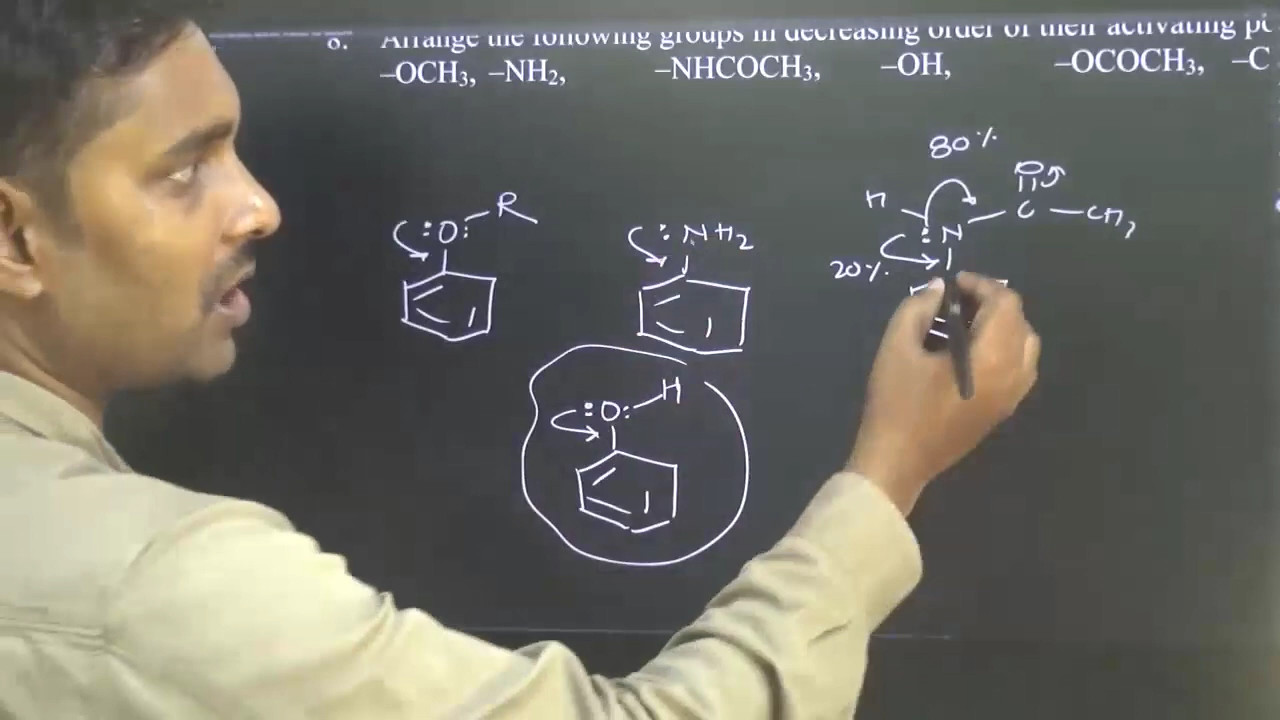 8. Arrange the following groups in decreasing order of their activating
–OCH₃, –NH₂, –NHCOCH₃, –OH, –OCOCH₃, –C
80%
H N C –CH₃
O
:O: –R
:NH₂
20%
:O: –H